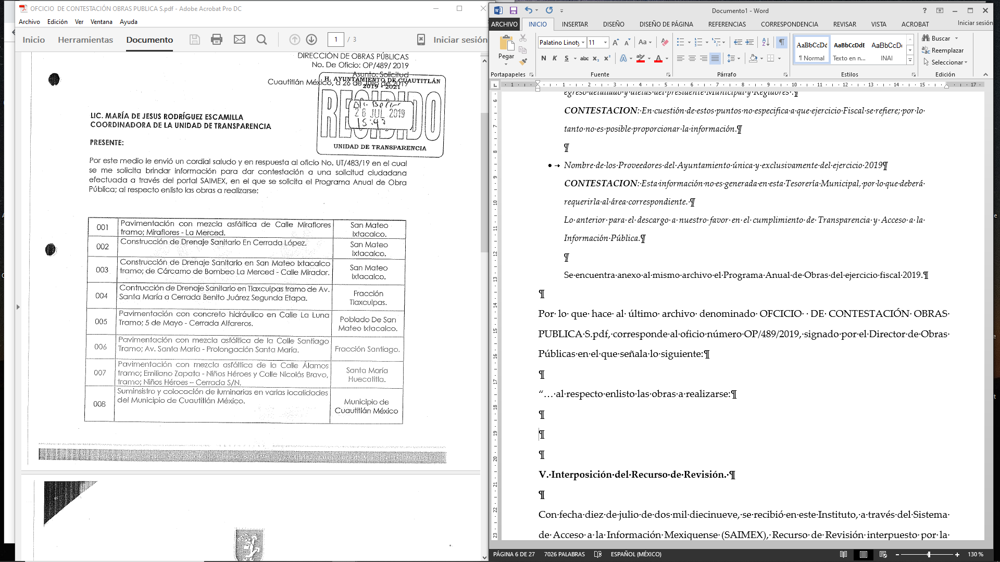 OFCICIO  DE CONTESTACIÓN OBRAS PUBLICA S.pdf - Adobe Acrobat Pro DC
Archivo Edición Ver Ventana Ayuda
Inicio Herramientas Documento 1 / 3 Iniciar sesión
DIRECCIÓN DE OBRAS PÚBLICAS
No. De Oficio: OP/489/ 2019
Asunto: Solicitud
Cuautitlán México, a 26 de Julio de 2019
H. AYUNTAMIENTO DE CUAUTITLÁN
2019 - 2021
RECIBIDO
26 JUL 2019
15:43
UNIDAD DE TRANSPARENCIA
LIC. MARÍA DE JESUS RODRÍGUEZ ESCAMILLA
COORDINADORA DE LA UNIDAD DE TRANSPARENCIA
PRESENTE:
Por este medio le envió un cordial saludo y en respuesta al oficio No. UT/483/19 en el cual
se me solicita brindar información para dar contestación a una solicitud ciudadana
efectuada a través del portal SAIMEX, en el que se solicita el Programa Anual de Obra
Pública; al respecto enlisto las obras a realizarse:
001 Pavimentación con mezcla asfáltica de Calle Miraflores
tramo; Miraflores - La Merced. San Mateo
Ixtacalco.
002 Construcción de Drenaje Sanitario En Cerrada López. San Mateo
Ixtacalco.
003 Construcción de Drenaje Sanitario en San Mateo Ixtacalco
tramo; de Cárcamo de Bombeo La Merced - Calle Mirador. San Mateo
Ixtacalco.
004 Contrucción de Drenaje Sanitario en Tlaxculpas tramo de Av.
Santa María a Cerrada Benito Juárez Segunda Etapa. Fracción
Tlaxculpas.
005 Pavimentación con concreto hidráulico en Calle La Luna
Tramo; 5 de Mayo - Cerrada Alfareros. Poblado De San
Mateo Ixtacalco.
006 Pavimentación con mezcla asfáltica de la Calle Santiago
Tramo; Av. Santa María - Prolongación Santa María. Fracción Santiago.
007 Pavimentación con mezcla asfáltica de la Calle Álamos
tramo; Emiliano Zapata - Niños Héroes y Calle Nicolás Bravo,
tramo; Niños Héroes – Cerrada S/N. Santa María
Huecatitla.
008 Suminsistro y colocación de luminarias en varias localidades
del Municipio de Cuautitlán México. Municipio de
Cuautitlán México
Documento1 - Word
ARCHIVO INICIO INSERTAR DISEÑO DISEÑO DE PÁGINA REFERENCIAS CORRESPONDENCIA REVISAR VISTA ACROBAT Iniciar sesión
Pegar
Palatino Linoty 11
AaBbCcDd AaBbCcDdE AaBbCcD
¶ Normal Texto en n... INAI
Buscar
Reemplazar
Seleccionar
Portapapeles Fuente Párrafo Estilos Edición
egreso detallado y dietas del presidente Municipal y Regidores .¶
CONTESTACION: En cuestión de estos puntos no especifica a que ejercicio Fiscal se refiere; por lo
tanto no es posible proporcionar la información.¶
¶
• Nombre de los Proveedores del Ayuntamiento única y exclusivamente del ejercicio 2019¶
CONTESTACION: Esta información no es generada en esta Tesorería Municipal, por lo que deberá
requerirla al área correspondiente. ¶
Lo anterior para el descargo a nuestro favor en el cumplimiento de Transparencia y Acceso a la
Información Pública.¶
¶
Se encuentra anexo al mismo archivo el Programa Anual de Obras del ejercicio fiscal 2019.¶
¶
Por lo que hace al último archivo denominado OFCICIO  DE CONTESTACIÓN OBRAS
PUBLICA S.pdf, corresponde al oficio número OP/489/2019, signado por el Director de Obras
Públicas en el que señala lo siguiente:¶
¶
“… al respecto enlisto las obras a realizarse:¶
¶
¶
¶
V. Interposición del Recurso de Revisión. ¶
¶
Con fecha diez de julio de dos mil diecinueve, se recibió en este Instituto, a través del Sistema
de Acceso a la Información Mexiquense (SAIMEX), Recurso de Revisión interpuesto por la
PÁGINA 6 DE 27 7026 PALABRAS ESPAÑOL (MÉXICO) 130 %